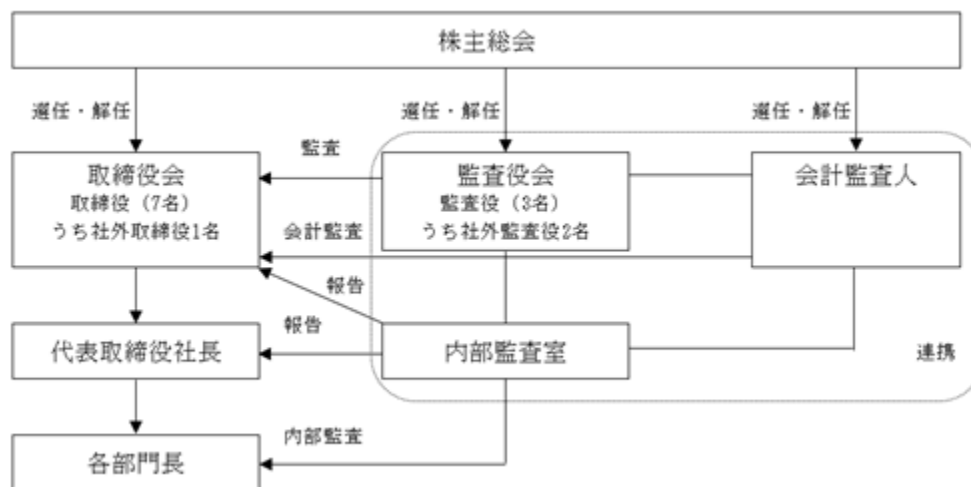 株主総会
選任・解任
選任・解任
選任・解任
監査
取締役会
取締役（7名）
うち社外取締役1名
監査役会
監査役（3名）
うち社外監査役2名
会計監査人
会計監査
報告
報告
代表取締役社長
内部監査室
連携
内部監査
各部門長